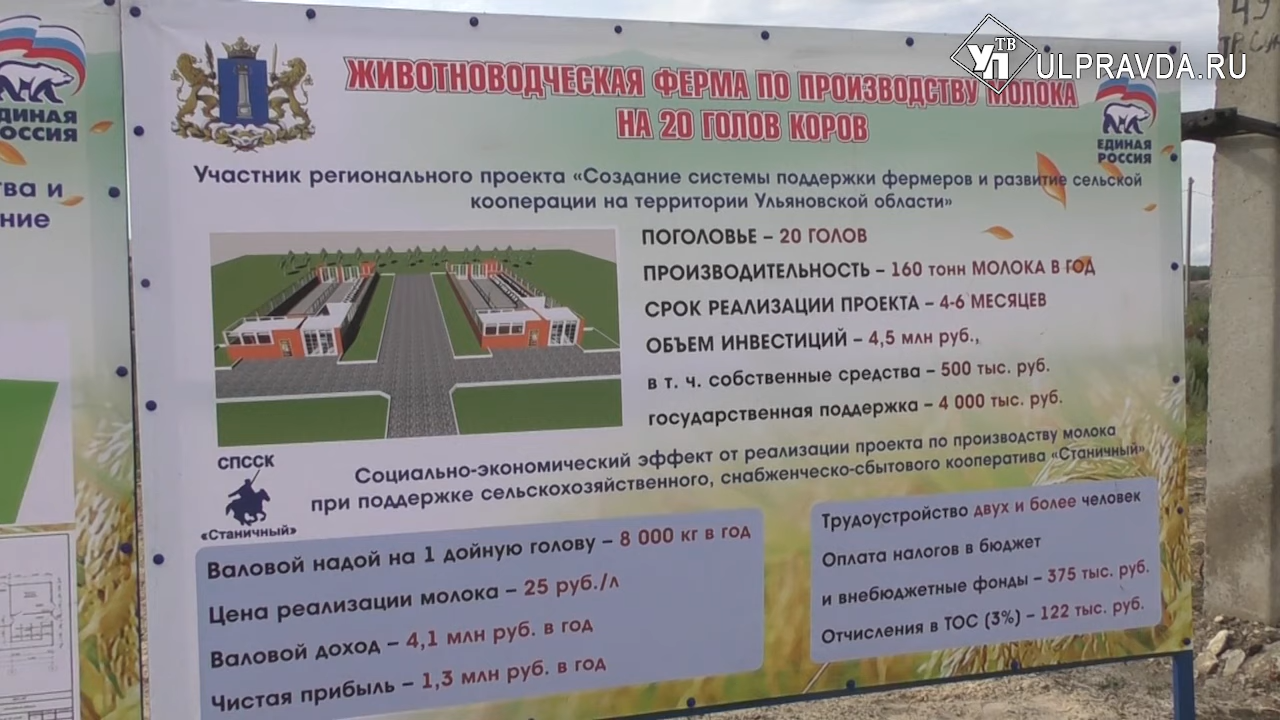 49
УП ТВ ULPRAVDA.RU
ЕДИНАЯ
РОССИЯ
тва и
ние
ЖИВОТНОВОДЧЕСКАЯ ФЕРМА ПО ПРОИЗВОДСТВУ МОЛОКА
НА 20 ГОЛОВ КОРОВ
ЕДИНАЯ
РОССИЯ
Участник регионального проекта «Создание системы поддержки фермеров и развитие сельской
кооперации на территории Ульяновской области»
ПОГОЛОВЬЕ – 20 ГОЛОВ
ПРОИЗВОДИТЕЛЬНОСТЬ – 160 тонн МОЛОКА В ГОД
СРОК РЕАЛИЗАЦИИ ПРОЕКТА – 4-6 МЕСЯЦЕВ
ОБЪЕМ ИНВЕСТИЦИЙ – 4,5 млн руб.,
в т. ч. собственные средства – 500 тыс. руб.
государственная поддержка – 4 000 тыс. руб.
СПССК
«Станичный»
Социально-экономический эффект от реализации проекта по производству молока
при поддержке сельскохозяйственного, снабженческо-сбытового кооператива «Станичный»
Валовой надой на 1 дойную голову – 8 000 кг в год
Цена реализации молока – 25 руб./л
Валовой доход – 4,1 млн руб. в год
Чистая прибыль – 1,3 млн руб. в год
Трудоустройство двух и более человек
Оплата налогов в бюджет
и внебюджетные фонды – 375 тыс. руб.
Отчисления в ТОС (3%) – 122 тыс. руб.